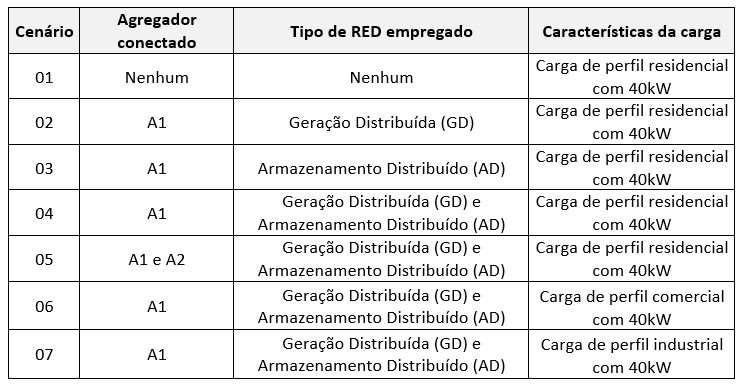 Cenário
Agregador
conectado
Tipo de RED empregado
Características da carga
01
Nenhum
Nenhum
Carga de perfil residencial
com 40kW
02
A1
Geração Distribuída (GD)
Carga de perfil residencial
com 40kW
03
A1
Armazenamento Distribuído (AD)
Carga de perfil residencial
com 40kW
04
A1
Geração Distribuída (GD) e
Armazenamento Distribuído (AD)
Carga de perfil residencial
com 40kW
05
A1 e A2
Geração Distribuída (GD) e
Armazenamento Distribuído (AD)
Carga de perfil residencial
com 40kW
06
A1
Geração Distribuída (GD) e
Armazenamento Distribuído (AD)
Carga de perfil comercial
com 40kW
07
A1
Geração Distribuída (GD) e
Armazenamento Distribuído (AD)
Carga de perfil industrial
com 40kW